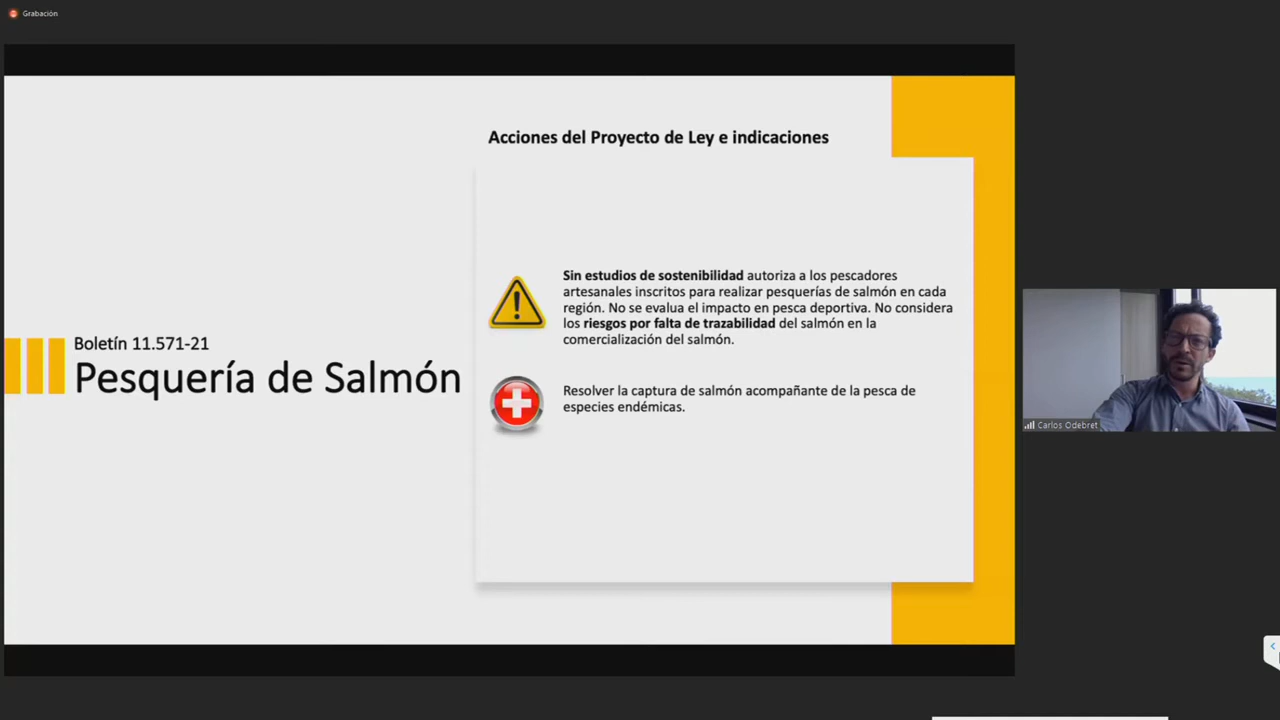 Grabación
Acciones del Proyecto de Ley e indicaciones
Sin estudios de sostenibilidad autoriza a los pescadores
artesanales inscritos para realizar pesquerías de salmón en cada
región. No se evalua el impacto en pesca deportiva. No considera
los riesgos por falta de trazabilidad del salmón en la
comercialización del salmón.
Boletín 11.571-21
Pesquería de Salmón
Resolver la captura de salmón acompañante de la pesca de
especies endémicas.
Carlos Odebret